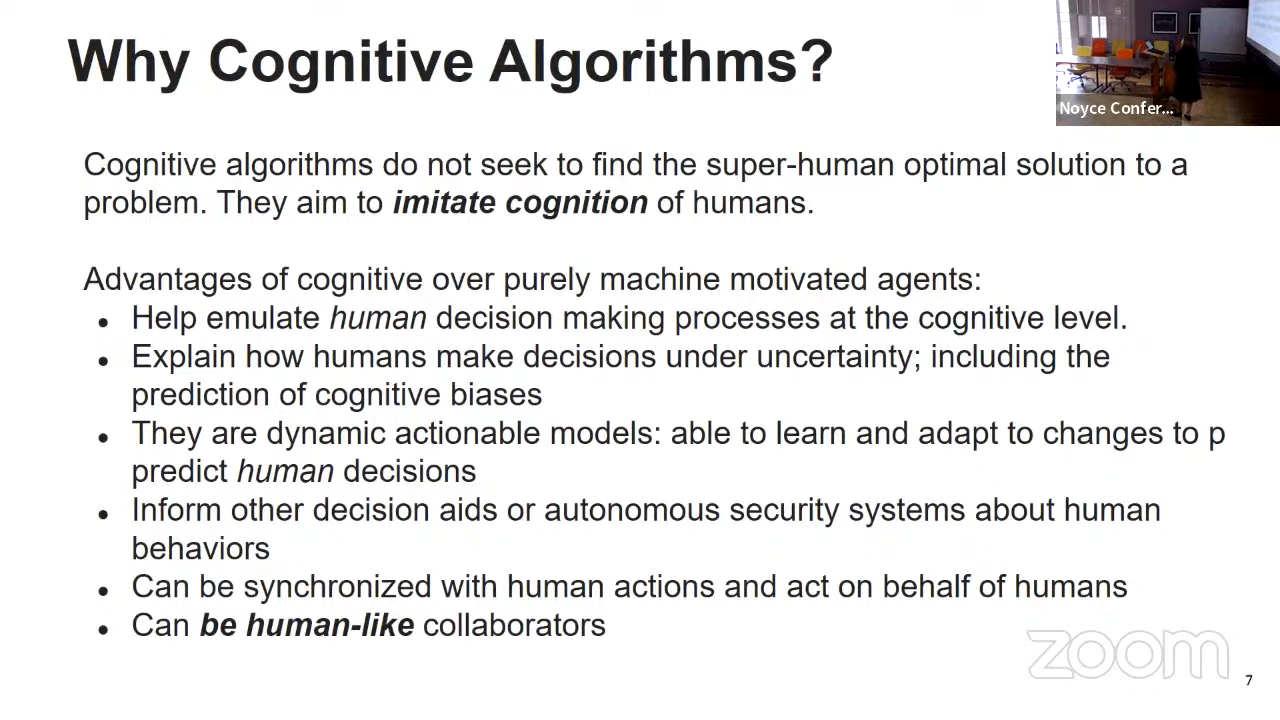 Why Cognitive Algorithms?
Noyce Confer...
Cognitive algorithms do not seek to find the super-human optimal solution to a
problem. They aim to imitate cognition of humans.
Advantages of cognitive over purely machine motivated agents:
• Help emulate human decision making processes at the cognitive level.
• Explain how humans make decisions under uncertainty; including the
prediction of cognitive biases
• They are dynamic actionable models: able to learn and adapt to changes to p
predict human decisions
• Inform other decision aids or autonomous security systems about human
behaviors
• Can be synchronized with human actions and act on behalf of humans
• Can be human-like collaborators
zoom
7